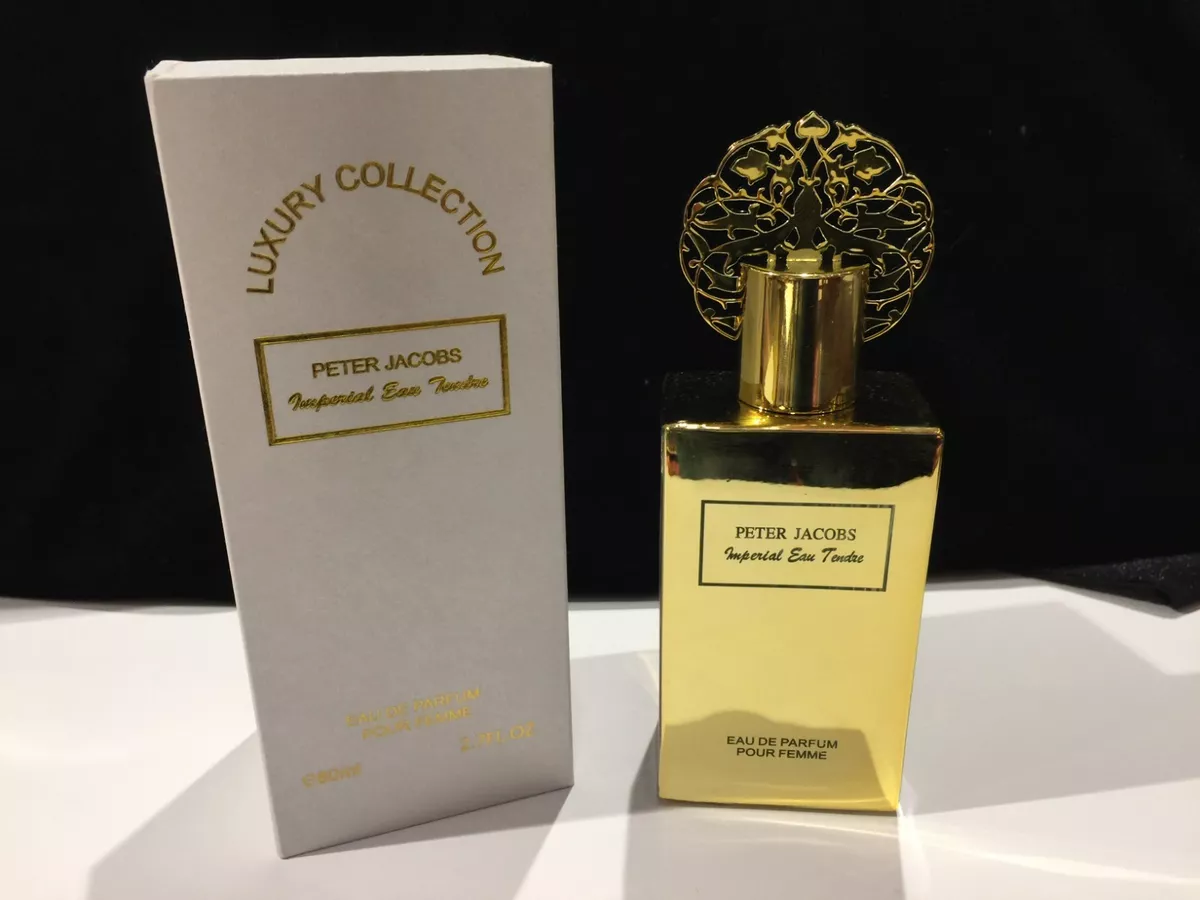 LUXURY COLLECTION
PETER JACOBS
Imperial Eau Tendre
EAU DE PARFUM
POUR FEMME
PETER JACOBS
Imperial Eau Tendre
EAU DE PARFUM
POUR FEMME